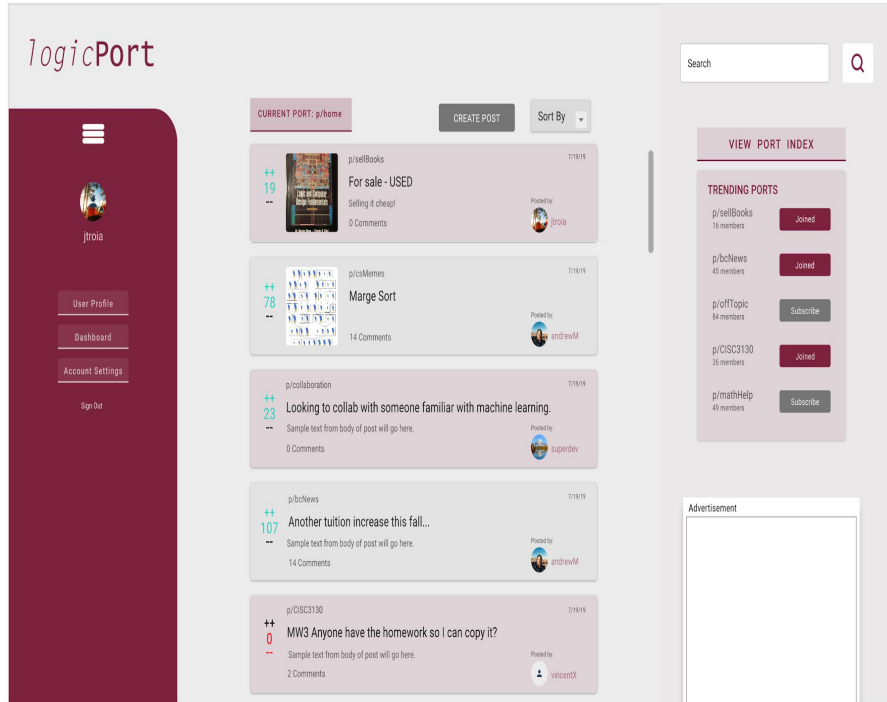 logicPort
Search
CURRENT PORT: p/home
CREATE POST
Sort By
VIEW PORT INDEX
jtroia
User Profile
Dashboard
Account Settings
Sign Out
p/sellBooks
7/19/19
++
19
--
For sale - USED
Selling it cheap!
0 Comments
Posted by:
jtroia
Logic and Computer
Design Fundamentals
p/csMemes
7/19/19
++
78
--
Marge Sort
14 Comments
Posted by:
andrewM
p/collaboration
7/19/19
++
23
--
Looking to collab with someone familiar with machine learning.
Sample text from body of post will go here.
0 Comments
Posted by:
superdev
p/bcNews
7/19/19
++
107
--
Another tuition increase this fall...
Sample text from body of post will go here.
14 Comments
Posted by:
andrewM
p/CISC3130
7/19/19
++
0
--
MW3 Anyone have the homework so I can copy it?
Sample text from body of post will go here.
2 Comments
Posted by:
vincentX
TRENDING PORTS
p/sellBooks
16 members
Joined
p/bcNews
45 members
Joined
p/offTopic
84 members
Subscribe
p/CISC3130
36 members
Joined
p/mathHelp
49 members
Subscribe
Advertisement